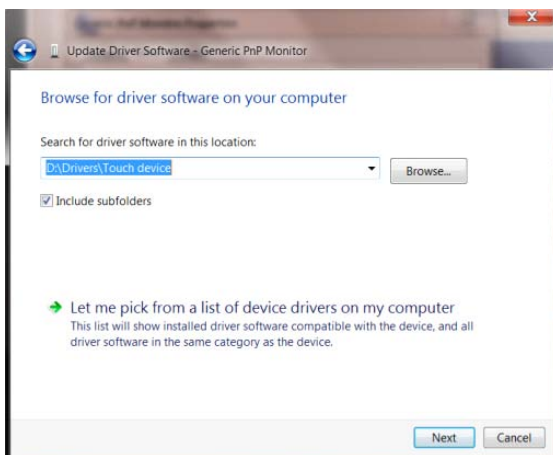 Update Driver Software - Generic PnP Monitor
Browse for driver software on your computer
Search for driver software in this location:
D:\Drivers\Touch device
Browse...
Include subfolders
Let me pick from a list of device drivers on my computer
This list will show installed driver software compatible with the device, and all
driver software in the same category as the device.
Next
Cancel